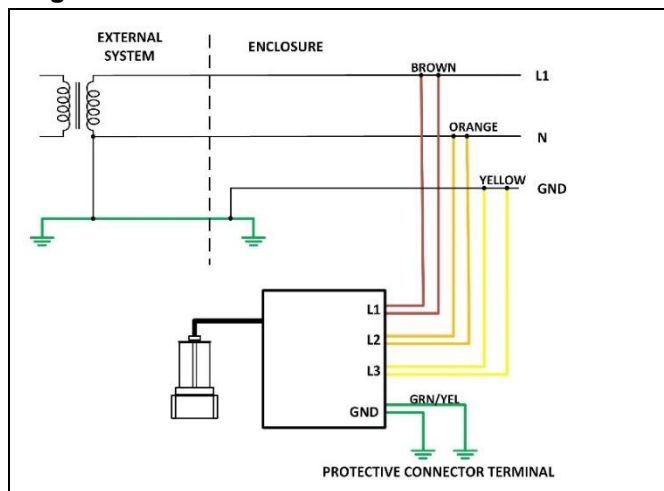 EXTERNAL
SYSTEM
ENCLOSURE
BROWN
L1
ORANGE
N
YELLOW
GND
L1
L2
L3
GRN/YEL
GND
PROTECTIVE CONNECTOR TERMINAL